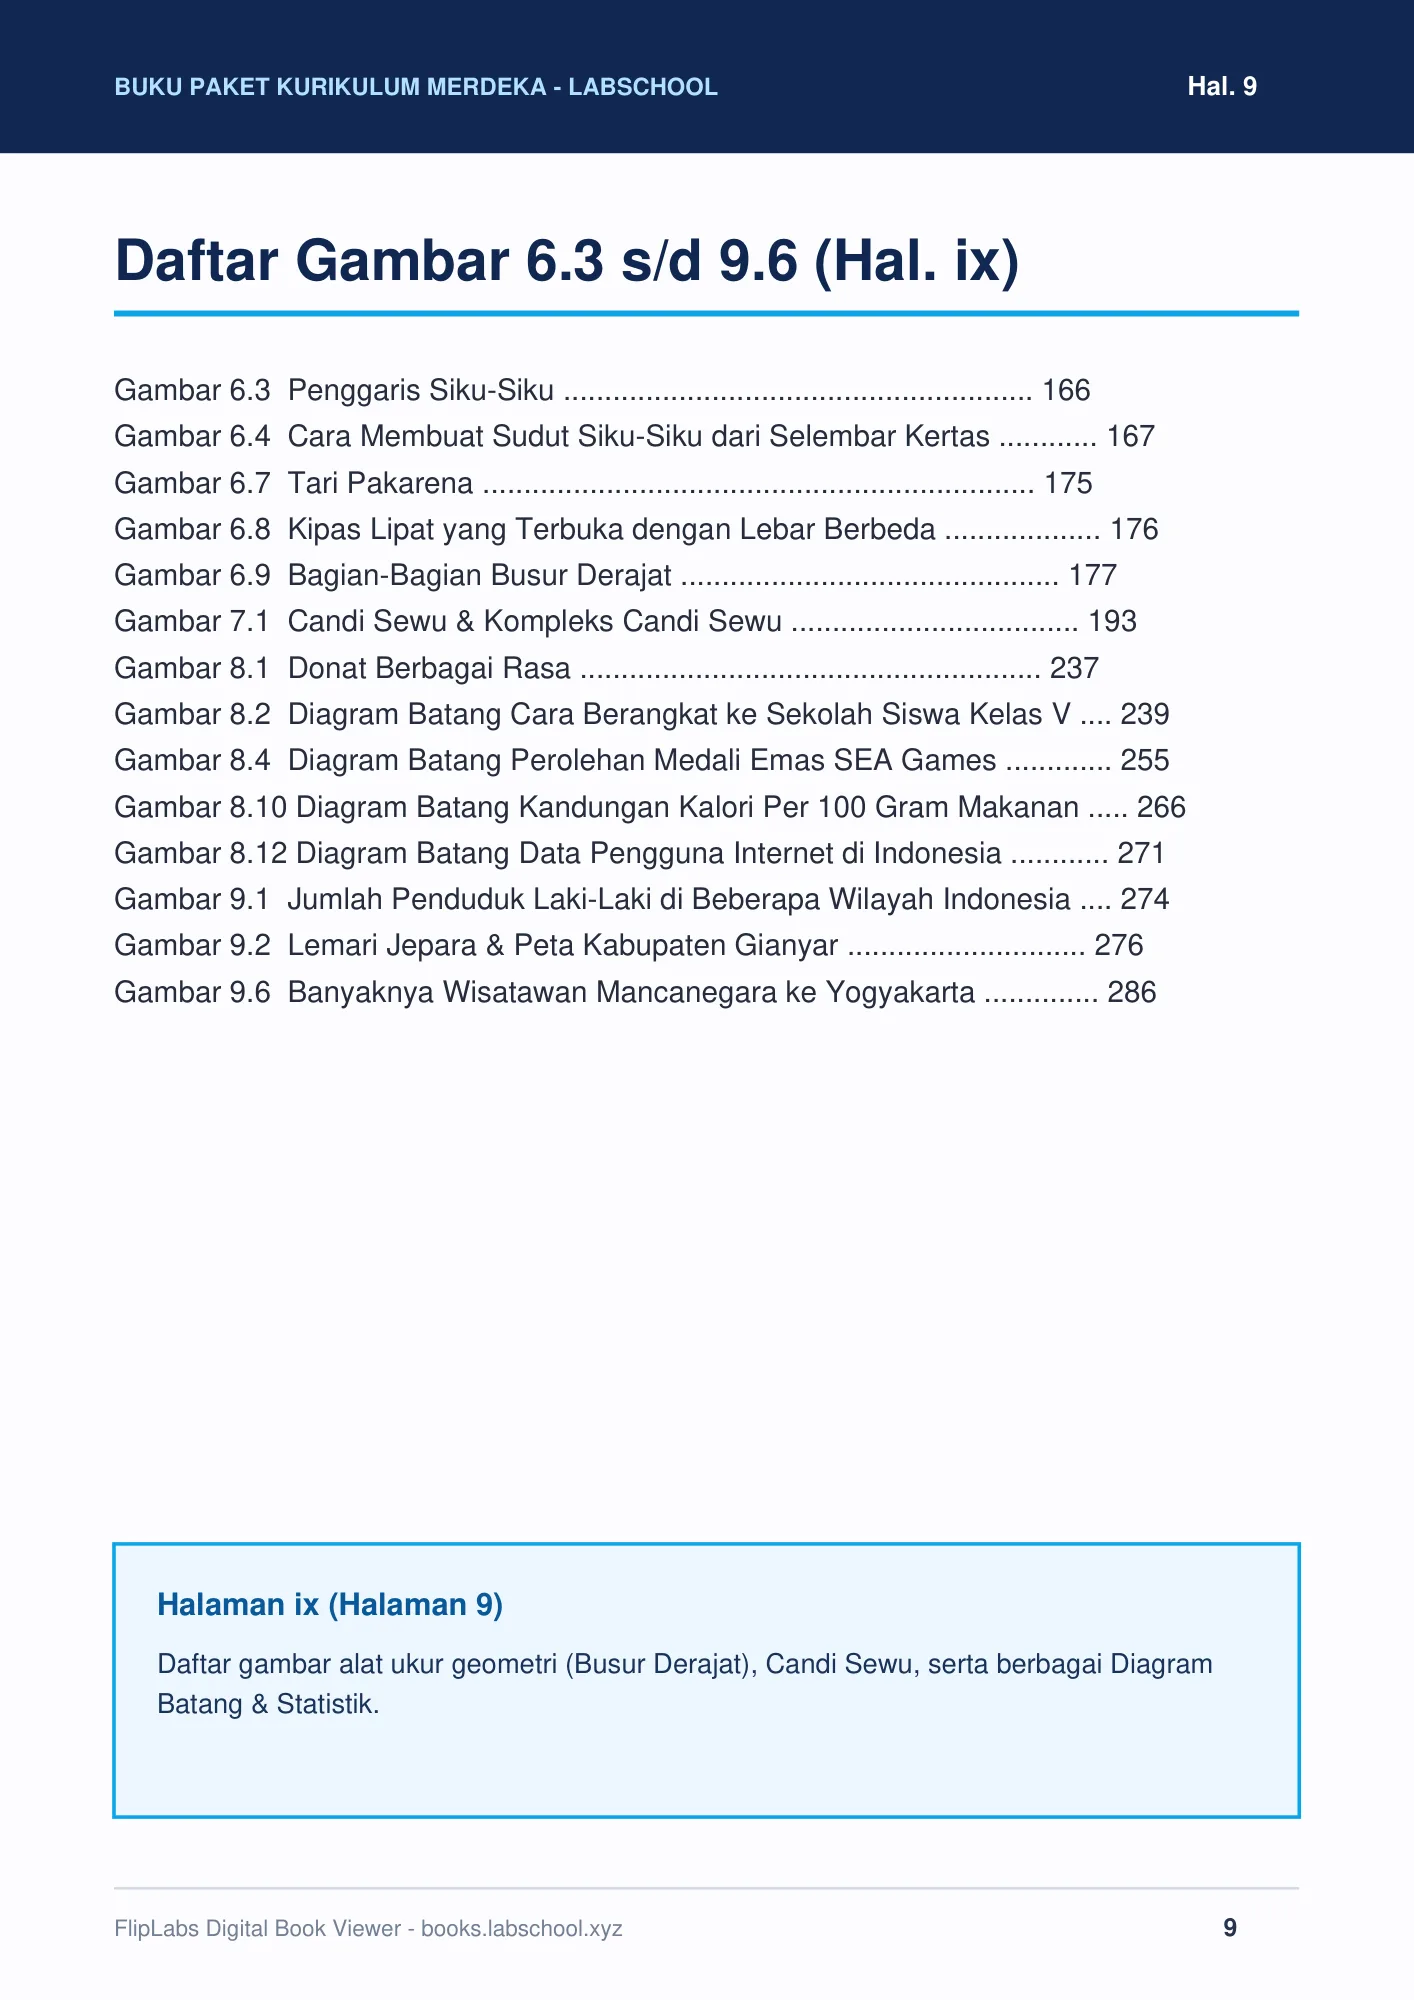 BUKU PAKET KURIKULUM MERDEKA - LABSCHOOL Hal. 9
Daftar Gambar 6.3 s/d 9.6 (Hal. ix)
Gambar 6.3 Penggaris Siku-Siku ......................................................... 166
Gambar 6.4 Cara Membuat Sudut Siku-Siku dari Selembar Kertas ............ 167
Gambar 6.7 Tari Pakarena ................................................................... 175
Gambar 6.8 Kipas Lipat yang Terbuka dengan Lebar Berbeda ................... 176
Gambar 6.9 Bagian-Bagian Busur Derajat .............................................. 177
Gambar 7.1 Candi Sewu & Kompleks Candi Sewu ................................... 193
Gambar 8.1 Donat Berbagai Rasa ........................................................ 237
Gambar 8.2 Diagram Batang Cara Berangkat ke Sekolah Siswa Kelas V .... 239
Gambar 8.4 Diagram Batang Perolehan Medali Emas SEA Games ............. 255
Gambar 8.10 Diagram Batang Kandungan Kalori Per 100 Gram Makanan ..... 266
Gambar 8.12 Diagram Batang Data Pengguna Internet di Indonesia ............ 271
Gambar 9.1 Jumlah Penduduk Laki-Laki di Beberapa Wilayah Indonesia .... 274
Gambar 9.2 Lemari Jepara & Peta Kabupaten Gianyar ............................. 276
Gambar 9.6 Banyaknya Wisatawan Mancanegara ke Yogyakarta .............. 286
Halaman ix (Halaman 9)
Daftar gambar alat ukur geometri (Busur Derajat), Candi Sewu, serta berbagai Diagram
Batang & Statistik.
FlipLabs Digital Book Viewer - books.labschool.xyz 9